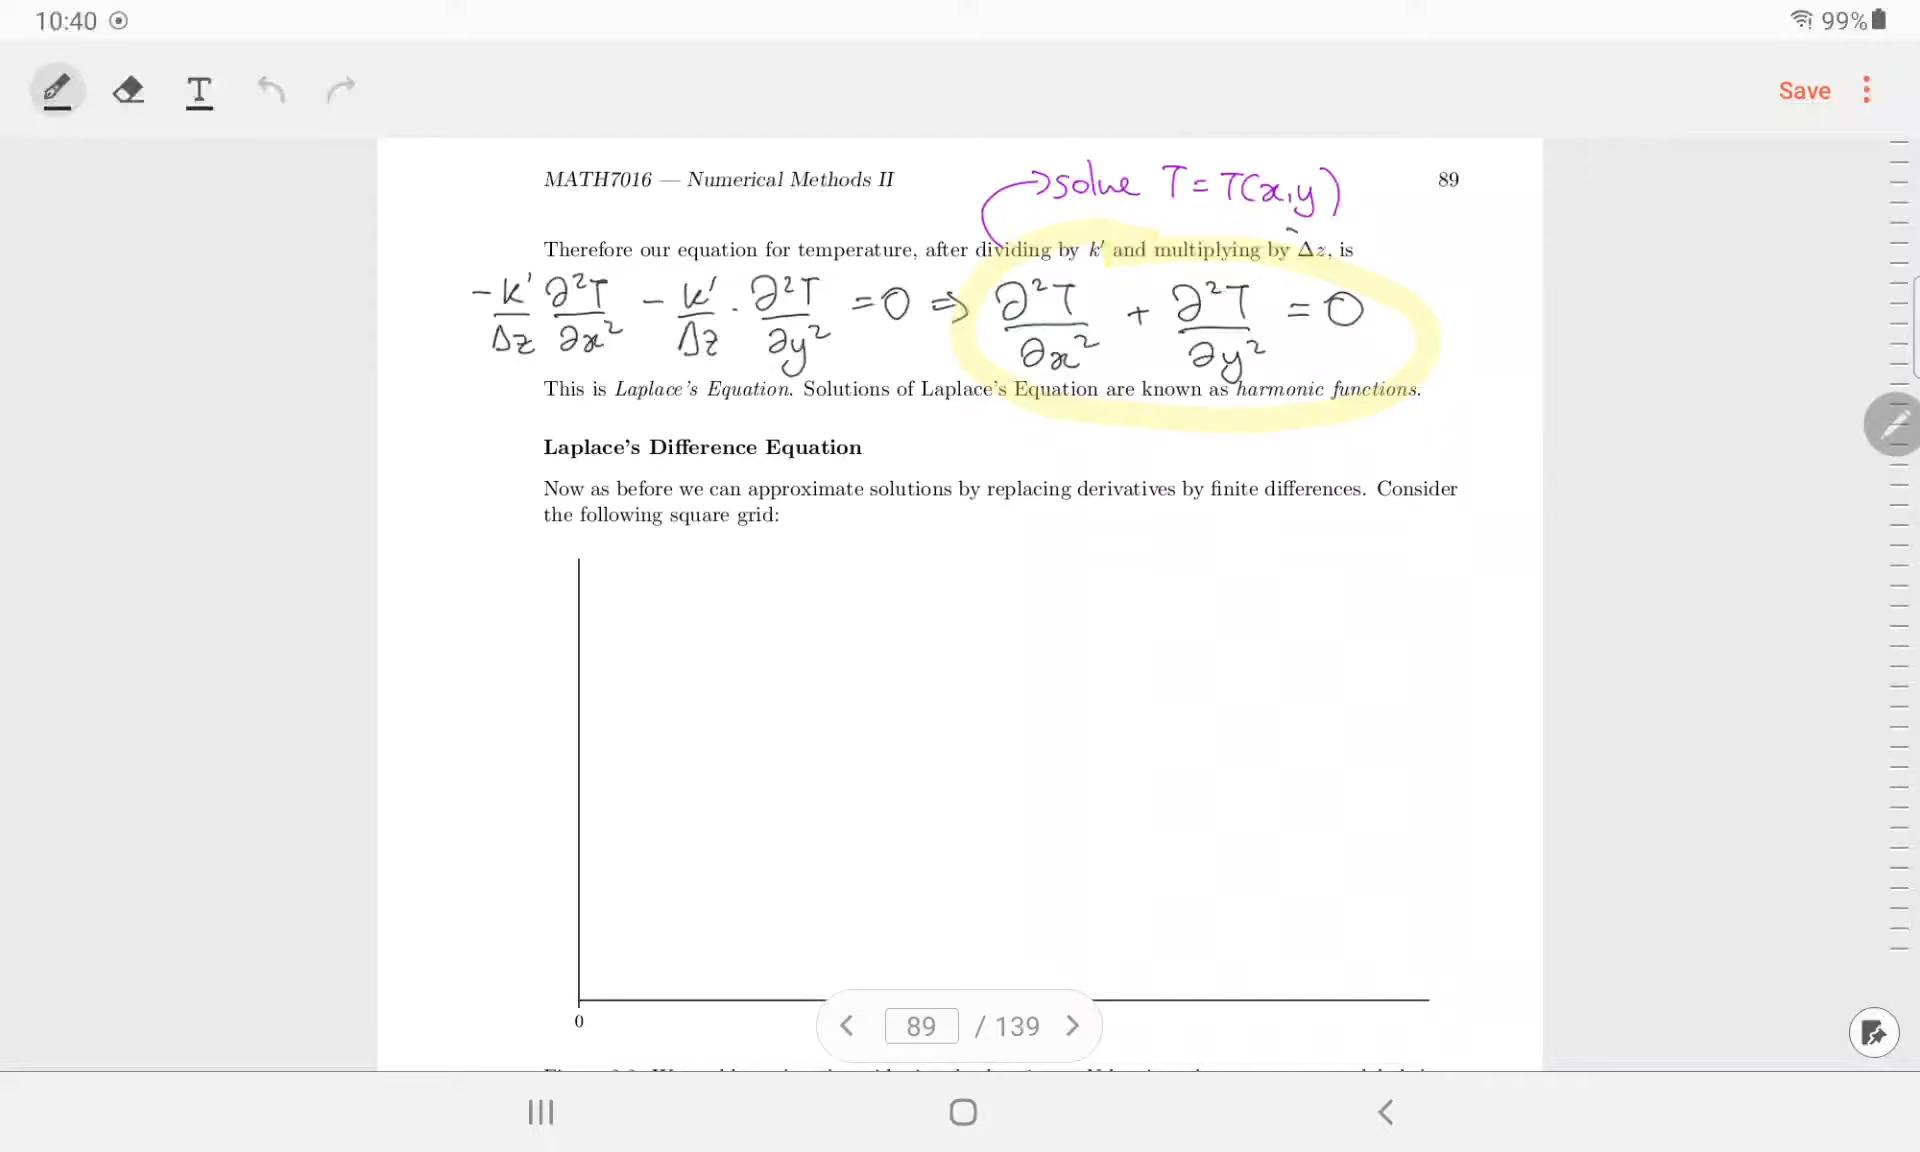 10:40 99%
T Save
MATH7016 — Numerical Methods II 89
→ solve T = T(x,y)
Therefore our equation for temperature, after dividing by k′ and multiplying by Δz, is
-k'/Δz ∂²T/∂x² - k'/Δz · ∂²T/∂y² = 0 ⇒ ∂²T/∂x² + ∂²T/∂y² = 0
This is Laplace's Equation. Solutions of Laplace's Equation are known as harmonic functions.
Laplace's Difference Equation
Now as before we can approximate solutions by replacing derivatives by finite differences. Consider
the following square grid:
0
89 / 139